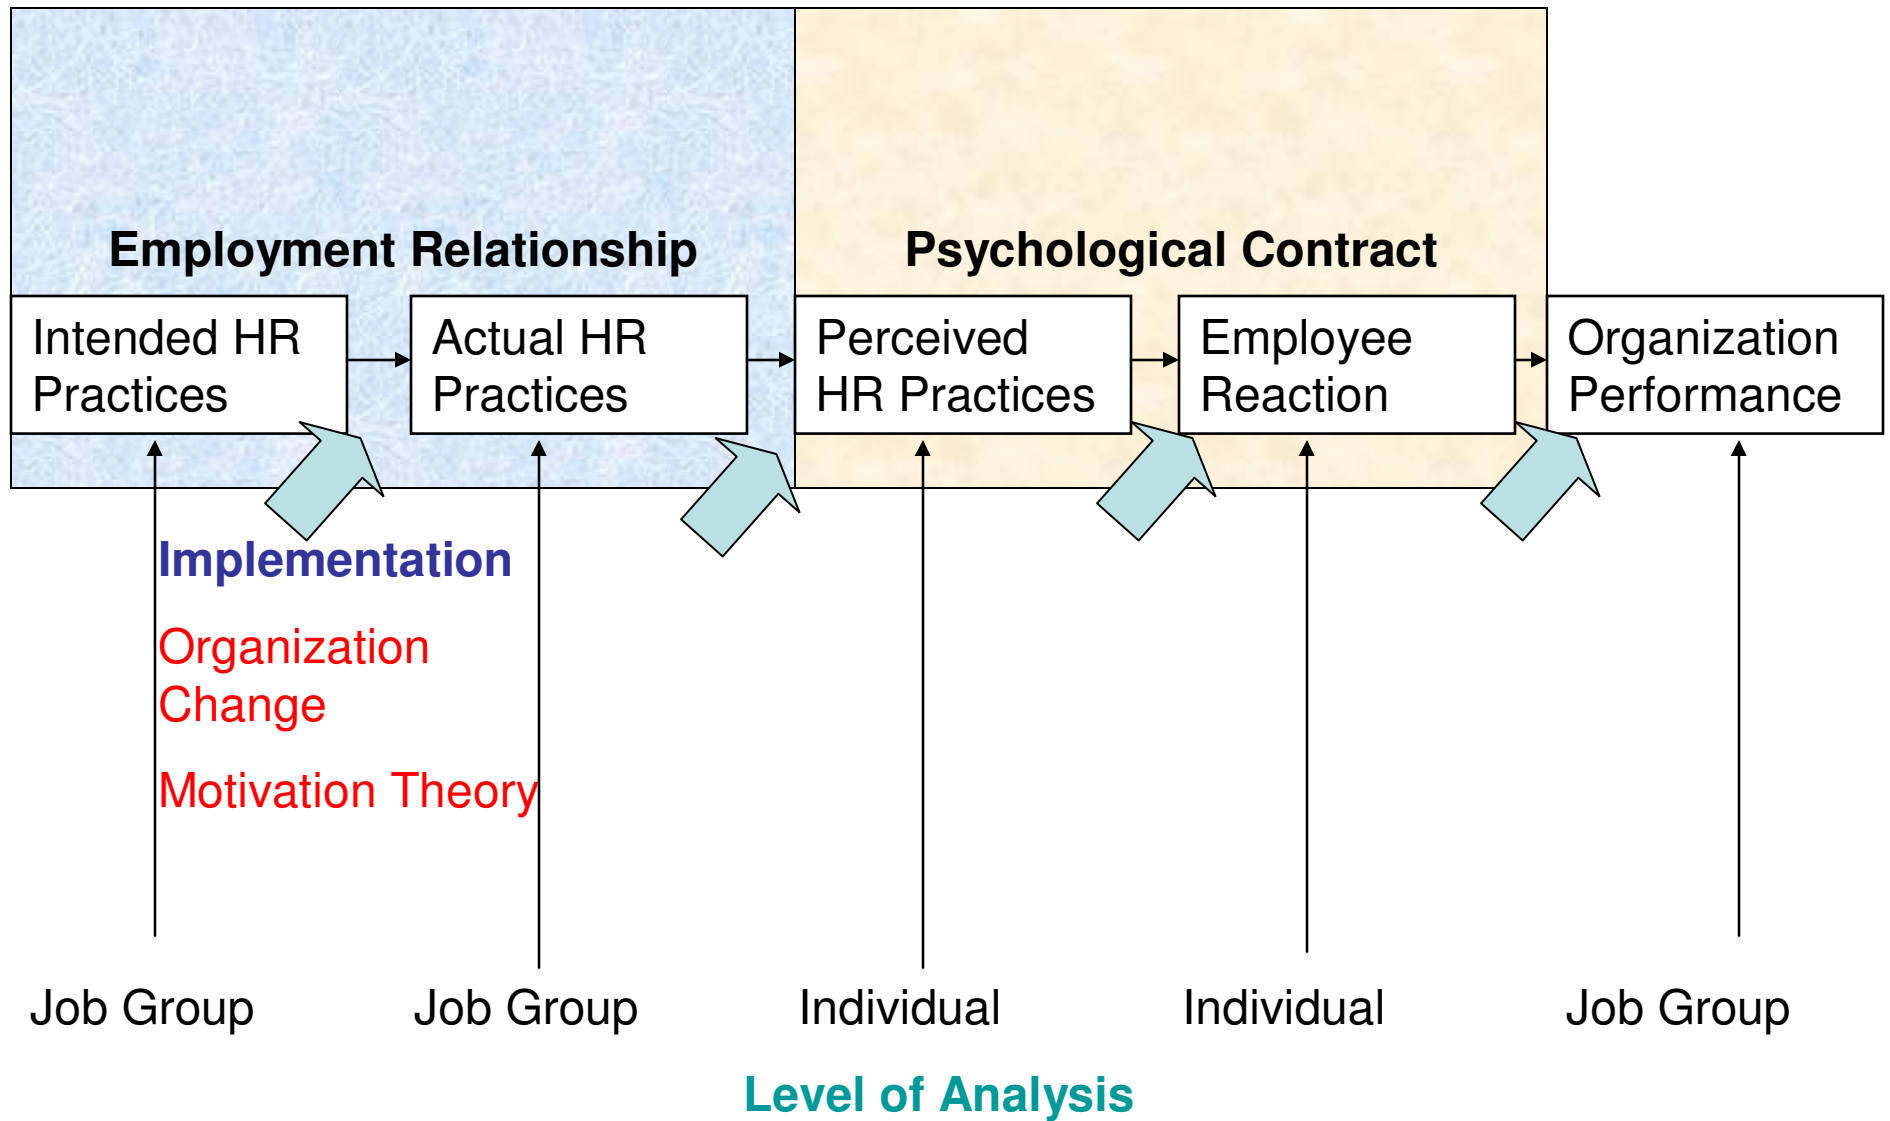 Employment Relationship
Psychological Contract
Intended HR
Practices
Actual HR
Practices
Perceived
HR Practices
Employee
Reaction
Organization
Performance
Implementation
Organization
Change
Motivation Theory
Job Group
Job Group
Individual
Individual
Job Group
Level of Analysis